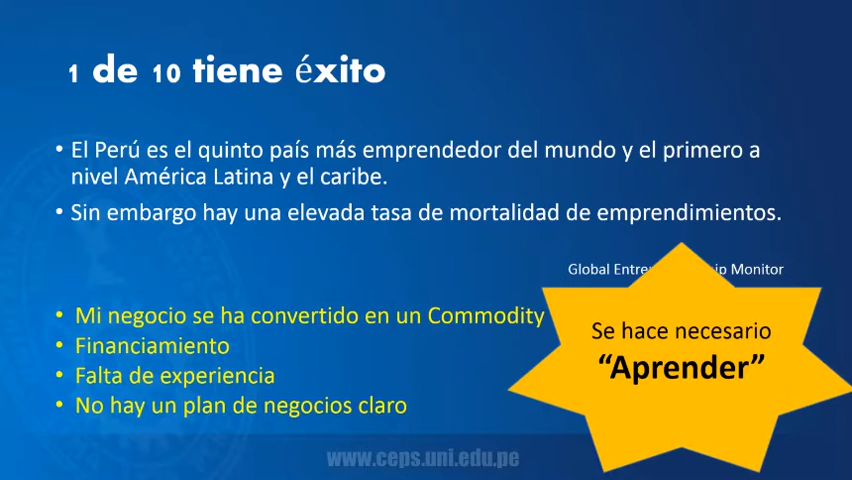 1 de 10 tiene éxito
• El Perú es el quinto país más emprendedor del mundo y el primero a
nivel América Latina y el caribe.
• Sin embargo hay una elevada tasa de mortalidad de emprendimientos.
Global Monitor
• Mi negocio se ha convertido en un Commodity
• Financiamiento
• Falta de experiencia
• No hay un plan de negocios claro
Se hace necesario
“Aprender”
www.ceps.uni.edu.pe